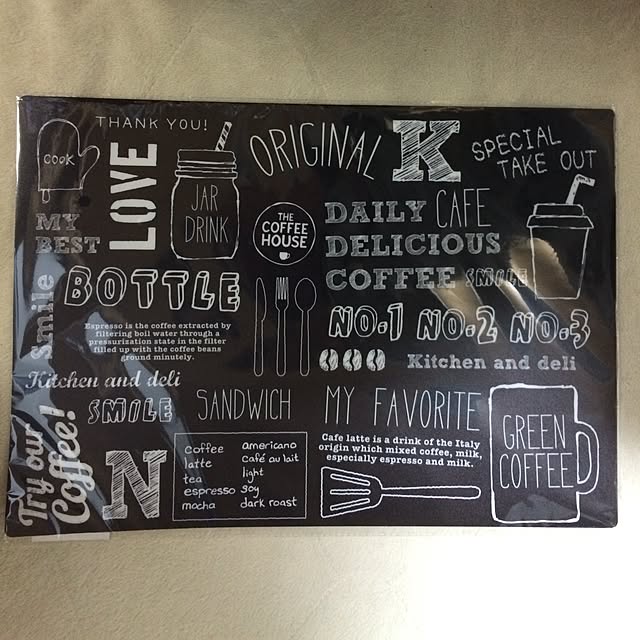 THANK YOU!
cook
LOVE
MY
BEST
JAR
DRINK
ORIGINAL
K
SPECIAL
TAKE OUT
THE
COFFEE
HOUSE
DAILY CAFE
DELICIOUS
COFFEE SMILE
Smile
BOTTLE
Espresso is the coffee extracted by
filtering boil water through a
pressurization state in the filter
filled up with the coffee beans
ground minutely.
NO.1 NO.2 NO.3
Kitchen and deli
Kitchen and deli
SMILE
SANDWICH
MY FAVORITE
Cafe latte is a drink of the Italy
origin which mixed coffee, milk,
especially espresso and milk.
GREEN
COFFEE
Try our
Coffee!
N
coffee americano
latte Café au lait
tea light
espresso soy
mocha dark roast